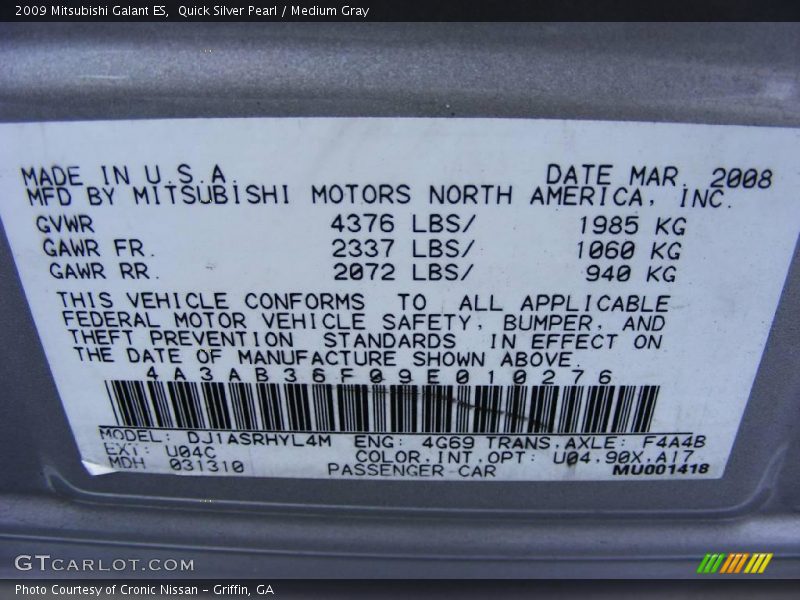 2009 Mitsubishi Galant ES,  Quick Silver Pearl / Medium Gray
MADE IN U.S.A. DATE MAR. 2008
MFD BY MITSUBISHI MOTORS NORTH AMERICA, INC.
GVWR 4376 LBS/ 1985 KG
GAWR FR. 2337 LBS/ 1060 KG
GAWR RR. 2072 LBS/ 940 KG
THIS VEHICLE CONFORMS TO ALL APPLICABLE
FEDERAL MOTOR VEHICLE SAFETY, BUMPER, AND
THEFT PREVENTION STANDARDS IN EFFECT ON
THE DATE OF MANUFACTURE SHOWN ABOVE.
4A3AB36F09E010276
MODEL: DJ1ASRHYL4M ENG: 4G69 TRANS.AXLE: F4A4B
EXT: U04C COLOR.INT.OPT: U04.90X.A17
MDH 031310 PASSENGER CAR MU001418
GTCARLOT.COM
Photo Courtesy of Cronic Nissan - Griffin, GA